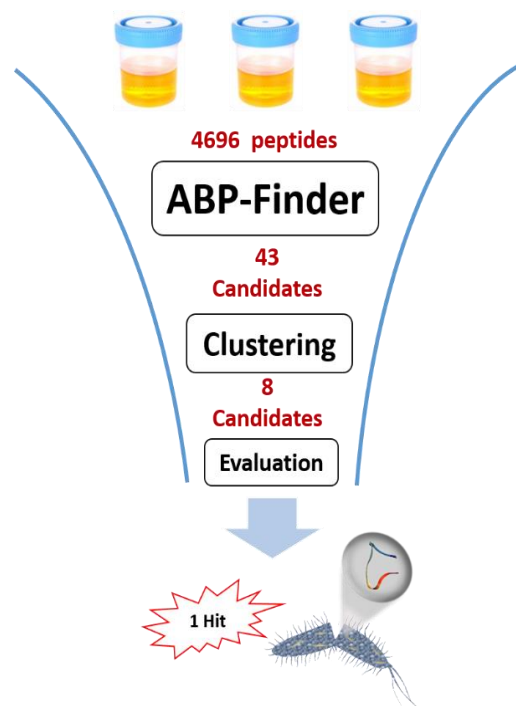 4696 peptides
ABP-Finder
43
Candidates
Clustering
8
Candidates
Evaluation
1 Hit